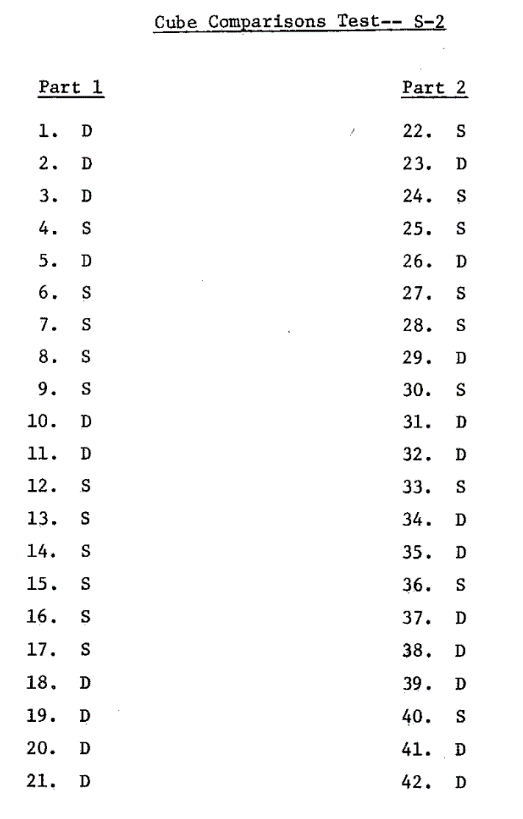 Cube Comparisons Test-- S-2
Part 1
1. D
2. D
3. D
4. S
5. D
6. S
7. S
8. S
9. S
10. D
11. D
12. S
13. S
14. S
15. S
16. S
17. S
18. D
19. D
20. D
21. D
Part 2
22. S
23. D
24. S
25. S
26. D
27. S
28. S
29. D
30. S
31. D
32. D
33. S
34. D
35. D
36. S
37. D
38. D
39. D
40. S
41. D
42. D